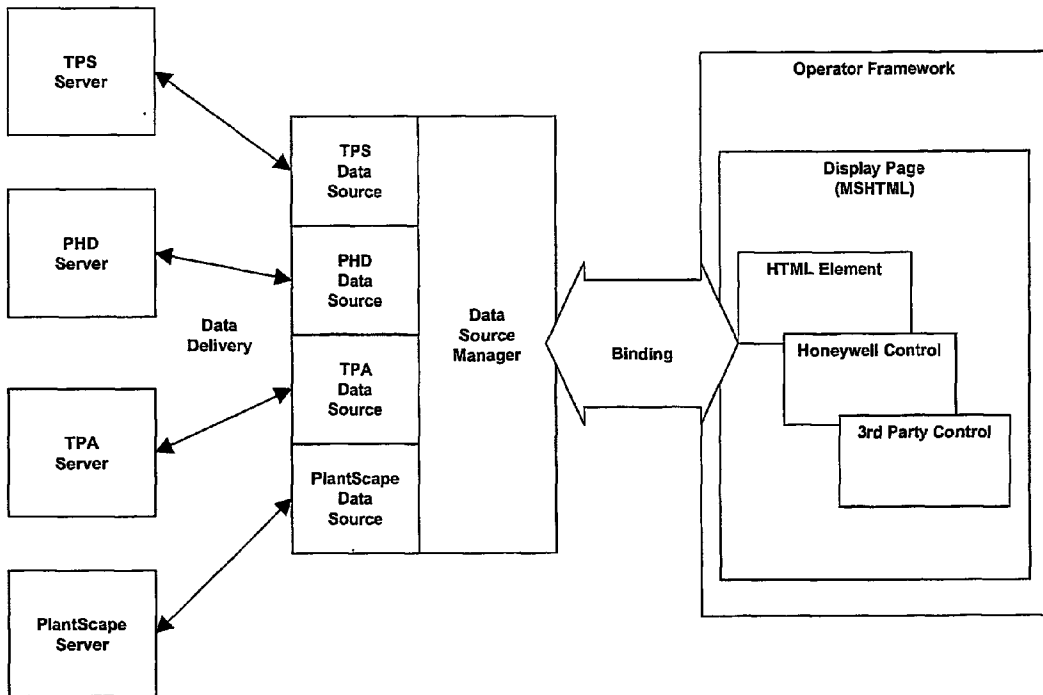 TPS
Server
PHD
Server
TPA
Server
PlantScape
Server
Data
Delivery
TPS
Data
Source
PHD
Data
Source
TPA
Data
Source
PlantScape
Data
Source
Data
Source
Manager
Binding
Operator Framework
Display Page
(MSHTML)
HTML Element
Honeywell Control
3rd Party Control